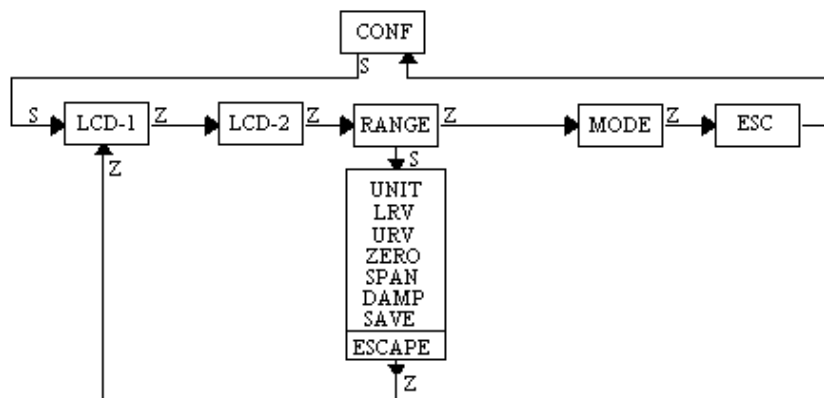 CONF
S
S LCD-1 Z LCD-2 Z RANGE Z MODE Z ESC
Z
S
UNIT
LRV
URV
ZERO
SPAN
DAMP
SAVE
ESCAPE
Z